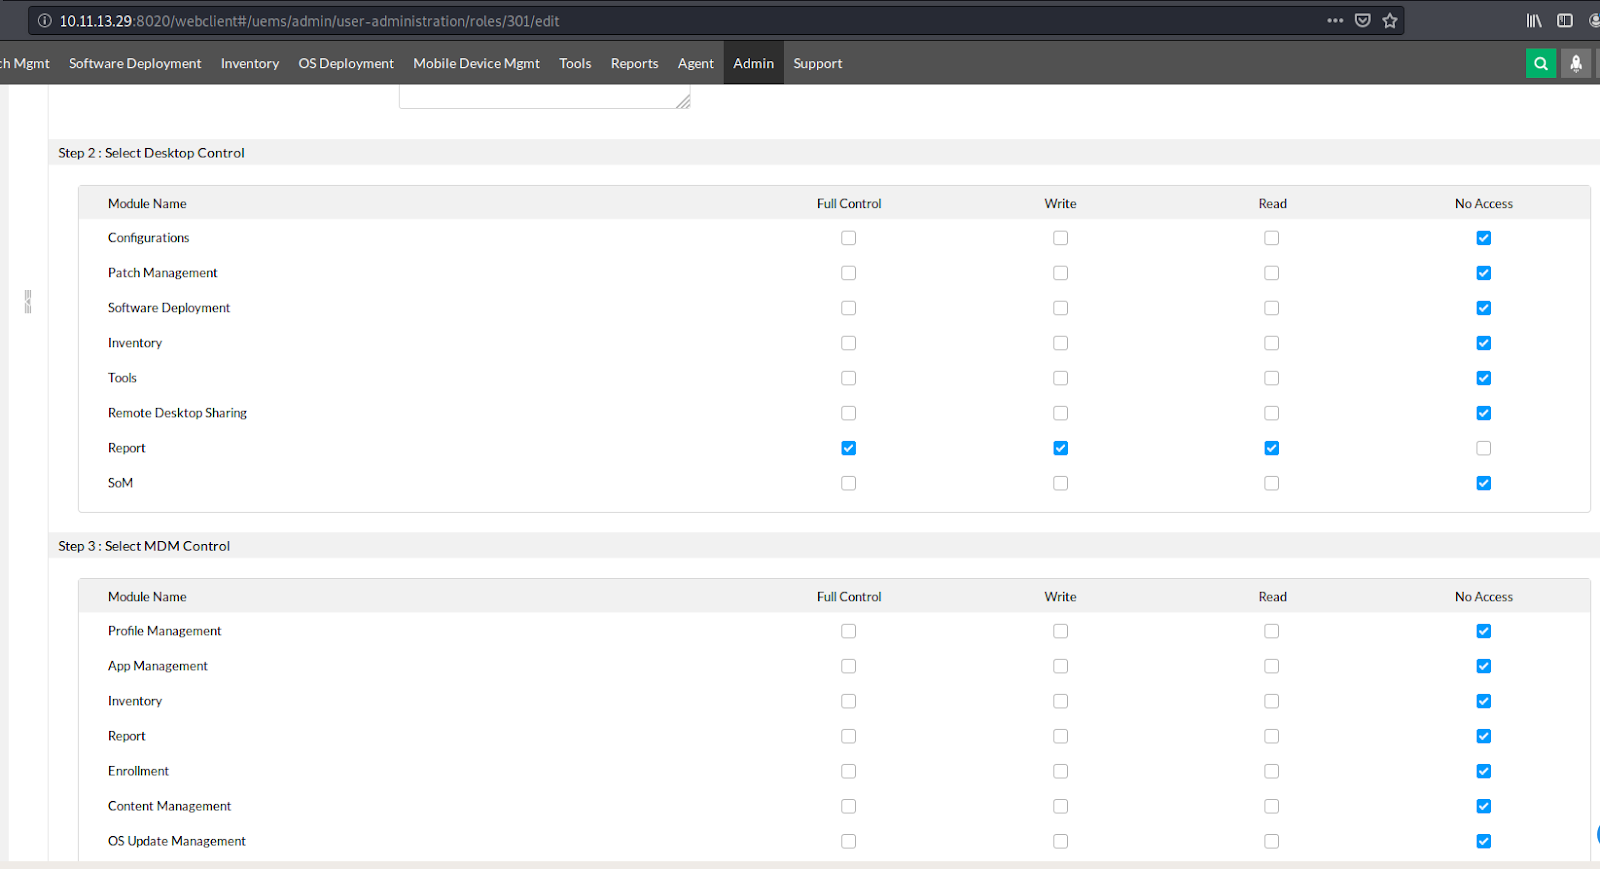 10.11.13.29:8020/webclient#/uems/admin/user-administration/roles/301/edit
ch Mgmt Software Deployment Inventory OS Deployment Mobile Device Mgmt Tools Reports Agent Admin Support
Step 2 : Select Desktop Control
Module Name Full Control Write Read No Access
Configurations
Patch Management
Software Deployment
Inventory
Tools
Remote Desktop Sharing
Report
SoM
Step 3 : Select MDM Control
Module Name Full Control Write Read No Access
Profile Management
App Management
Inventory
Report
Enrollment
Content Management
OS Update Management